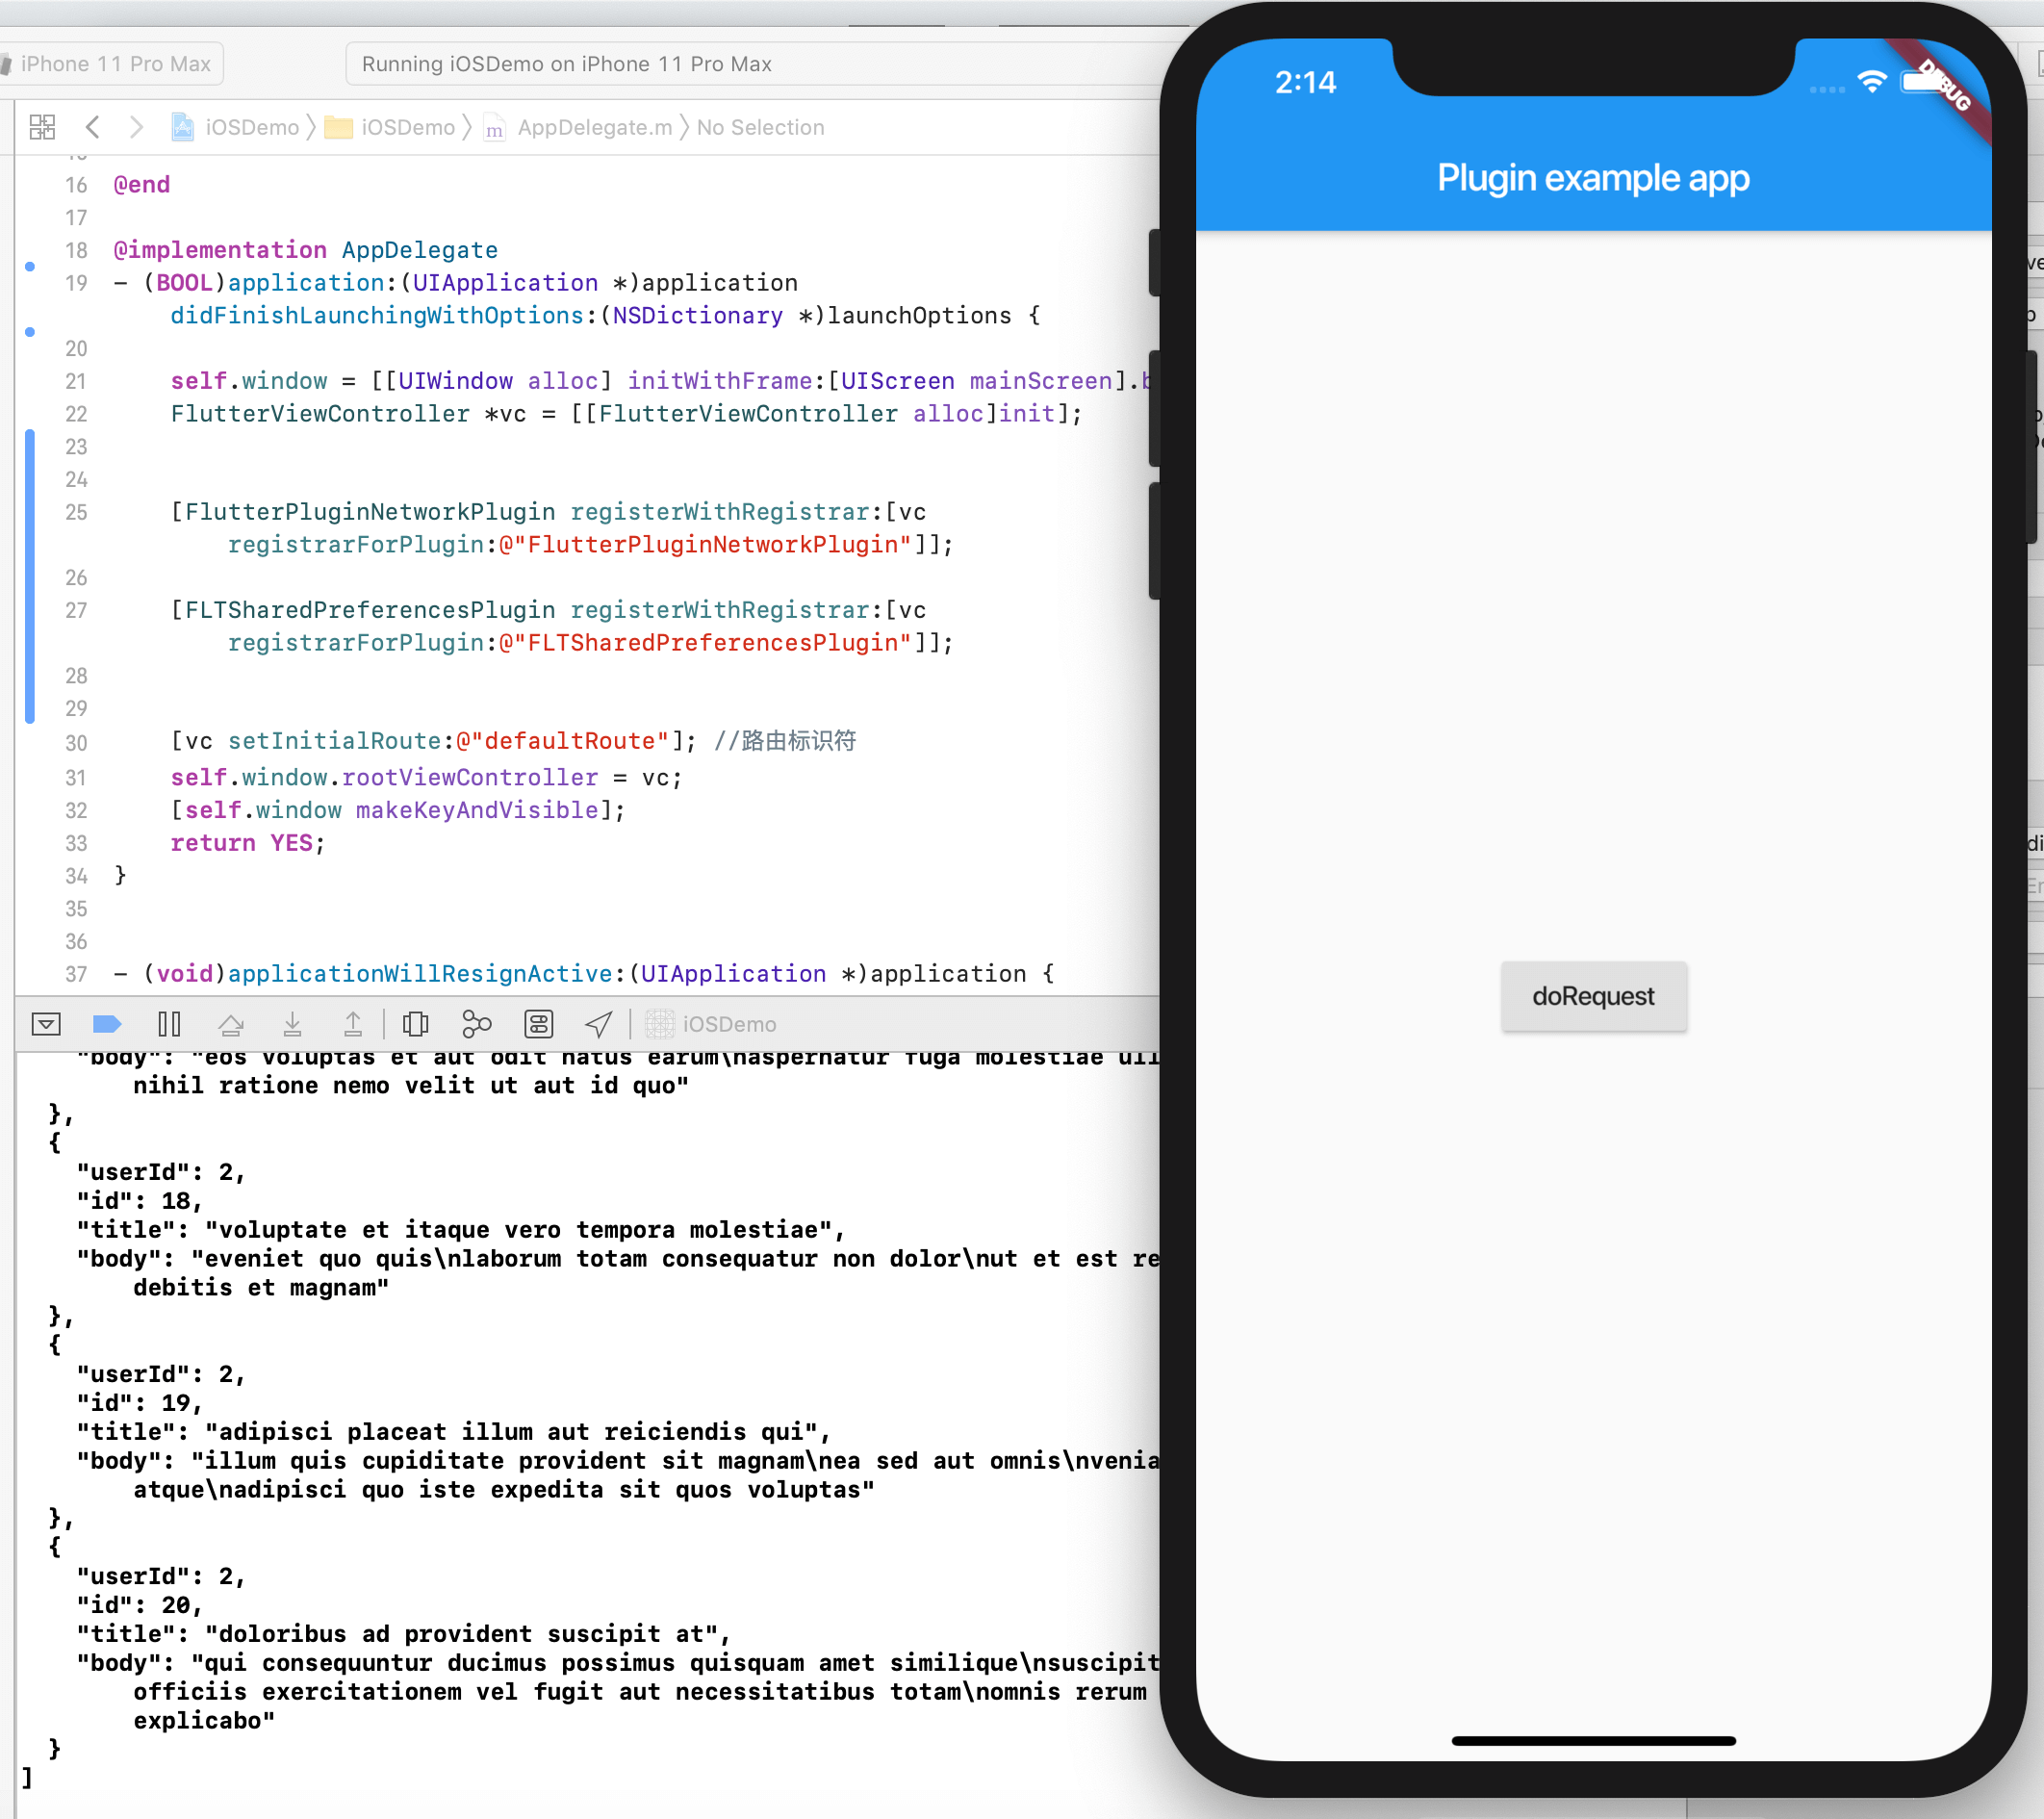 iPhone 11 Pro Max
Running iOSDemo on iPhone 11 Pro Max
iOSDemo
iOSDemo
m
AppDelegate.m
No Selection
16 @end
17
18 @implementation AppDelegate
19 - (BOOL)application:(UIApplication *)application
didFinishLaunchingWithOptions:(NSDictionary *)launchOptions {
20
21 self.window = [[UIWindow alloc] initWithFrame:[UIScreen mainScreen].
22 FlutterViewController *vc = [[FlutterViewController alloc]init];
23
24
25 [FlutterPluginNetworkPlugin registerWithRegistrar:[vc
registrarForPlugin:@"FlutterPluginNetworkPlugin"]];
26
27 [FLTSharedPreferencesPlugin registerWithRegistrar:[vc
registrarForPlugin:@"FLTSharedPreferencesPlugin"]];
28
29
30 [vc setInitialRoute:@"defaultRoute"]; //路由标识符
31 self.window.rootViewController = vc;
32 [self.window makeKeyAndVisible];
33 return YES;
34 }
35
36
37 - (void)applicationWillResignActive:(UIApplication *)application {
iOSDemo
"body": "eos voluptas et aut odit natus earum\naspernatur fuga molestiae
nihil ratione nemo velit ut aut id quo"
},
{
"userId": 2,
"id": 18,
"title": "voluptate et itaque vero tempora molestiae",
"body": "eveniet quo quis\nlaborum totam consequatur non dolor\nut et est
debitis et magnam"
},
{
"userId": 2,
"id": 19,
"title": "adipisci placeat illum aut reiciendis qui",
"body": "illum quis cupiditate provident sit magnam\nea sed aut omnis\nvenia
atque\nadipisci quo iste expedita sit quos voluptas"
},
{
"userId": 2,
"id": 20,
"title": "doloribus ad provident suscipit at",
"body": "qui consequuntur ducimus possimus quisquam amet similique\nsuscipit
officiis exercitationem vel fugit aut necessitatibus totam\nomnis rerum
explicabo"
}
]
2:14
DEBUG
Plugin example app
doRequest